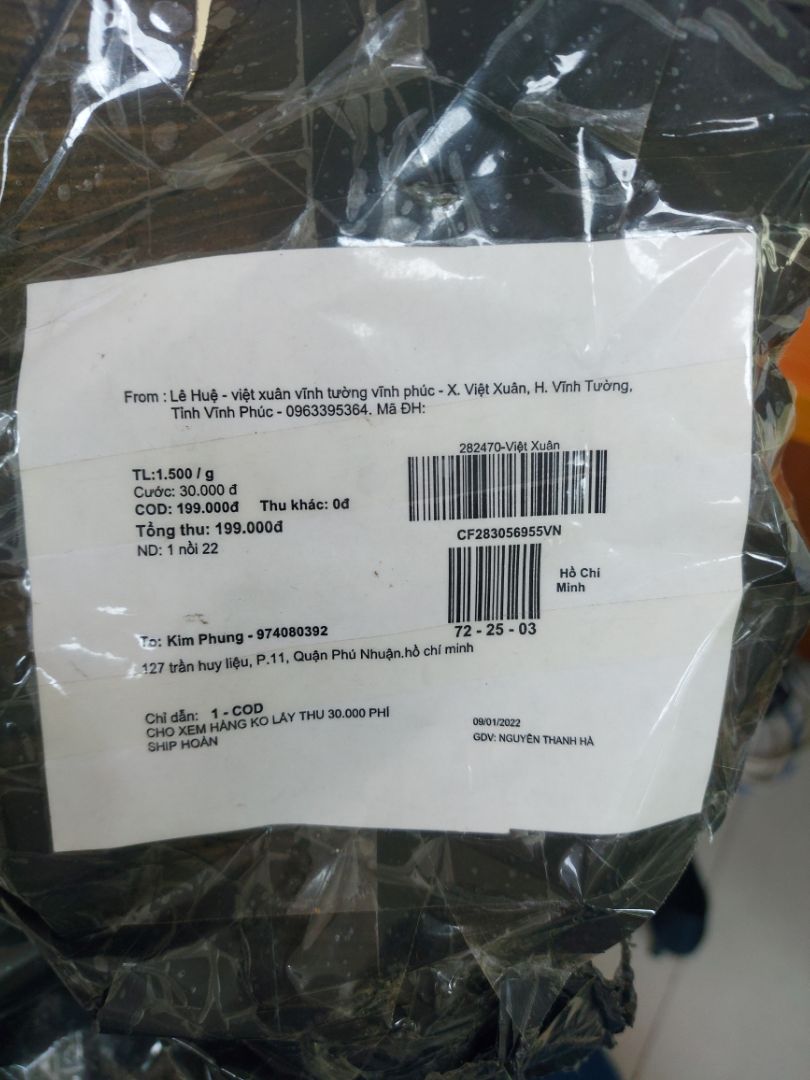 From : Lê Huệ - việt xuân vĩnh tường vĩnh phúc - X. Việt Xuân, H. Vĩnh Tường,
Tỉnh Vĩnh Phúc - 0963395364. Mã ĐH:
282470-Việt Xuân
TL:1.500 / g
Cước: 30.000 đ
COD: 199.000đ Thu khác: 0đ
Tổng thu: 199.000đ
CF283056955VN
ND: 1 nồi 22
Hồ Chí
Minh
72 - 25 - 03
To: Kim Phung - 974080392
127 trần huy liệu, P.11, Quận Phú Nhuận.hồ chí minh
Chỉ dẫn: 1 - COD
CHO XEM HÀNG KO LẤY THU 30.000 PHÍ
SHIP HOÀN
09/01/2022
GDV: NGUYỄN THANH HÀ